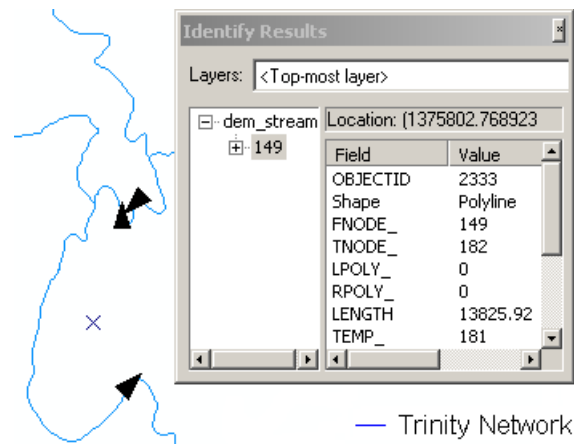 Identify Results
Layers: <Top-most layer>
dem_stream
149
Location: (1375802.768923
Field Value
OBJECTID 2333
Shape Polyline
FNODE_ 149
TNODE_ 182
LPOLY_ 0
RPOLY_ 0
LENGTH 13825.92
TEMP_ 181
Trinity Network